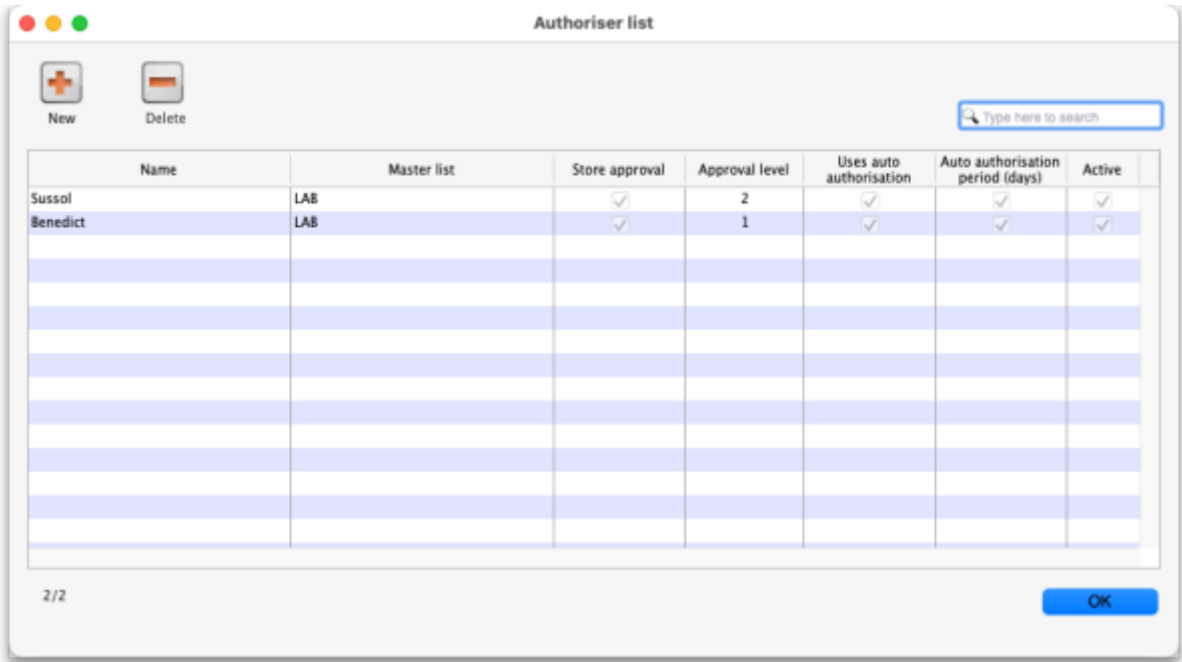 Authoriser list
New Delete
Type here to search
Name Master list Store approval Approval level Uses auto authorisation Auto authorisation period (days) Active
Sussol LAB 2
Benedict LAB 1
2/2
OK